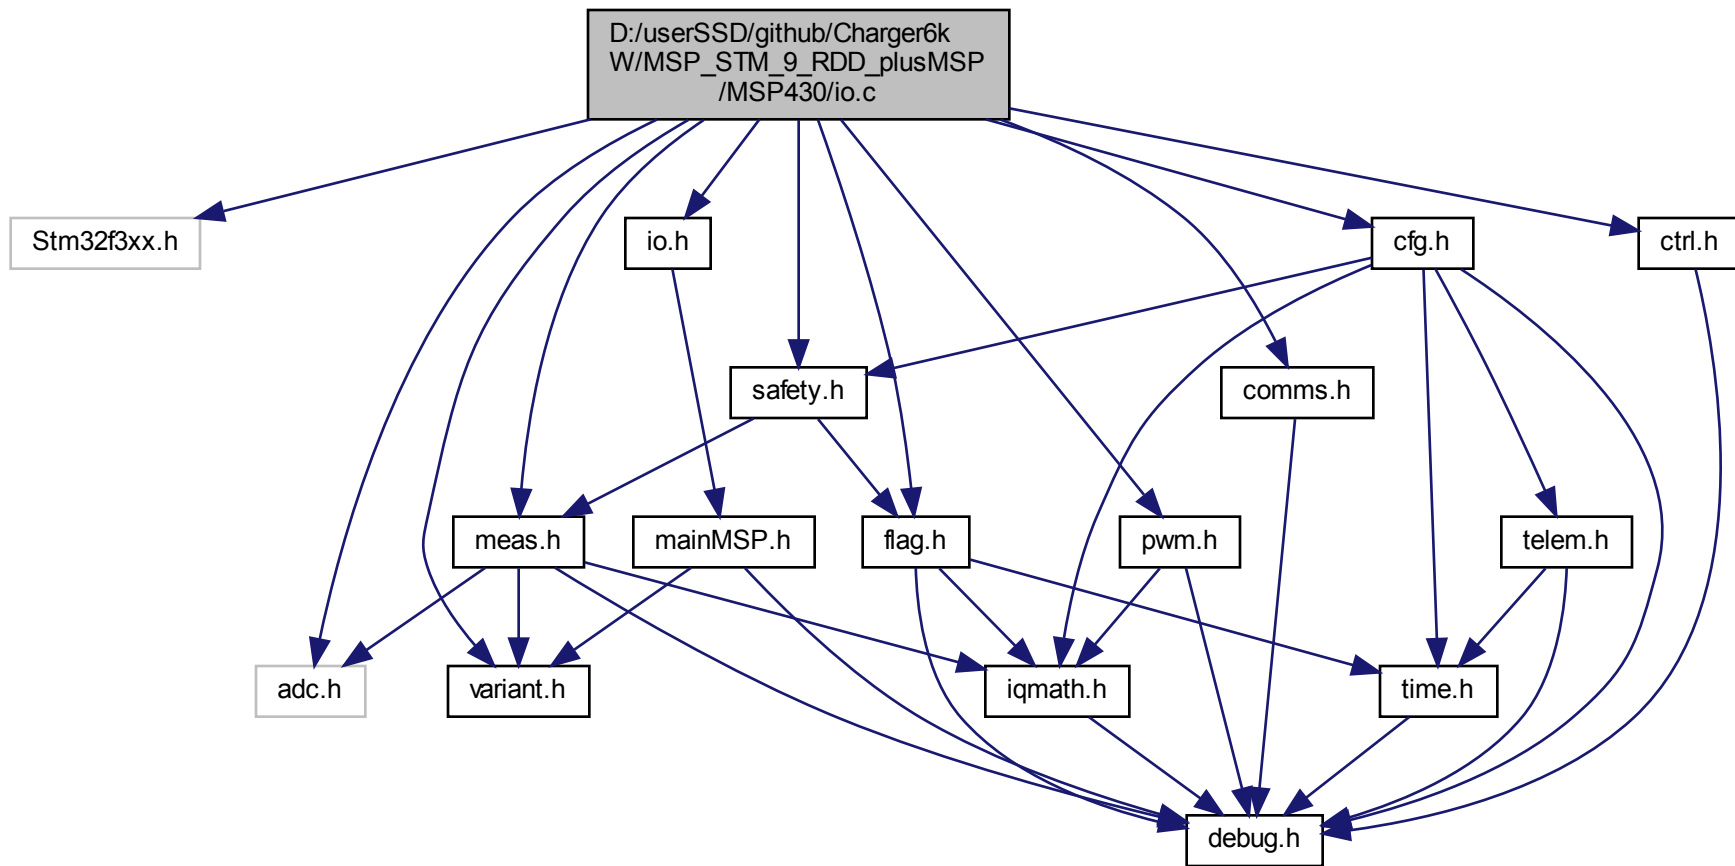 D:/userSSD/github/Charger6k
W/MSP_STM_9_RDD_plusMSP
/MSP430/io.c
Stm32f3xx.h
io.h
cfg.h
ctrl.h
safety.h
comms.h
meas.h
mainMSP.h
flag.h
pwm.h
telem.h
adc.h
variant.h
iqmath.h
time.h
debug.h